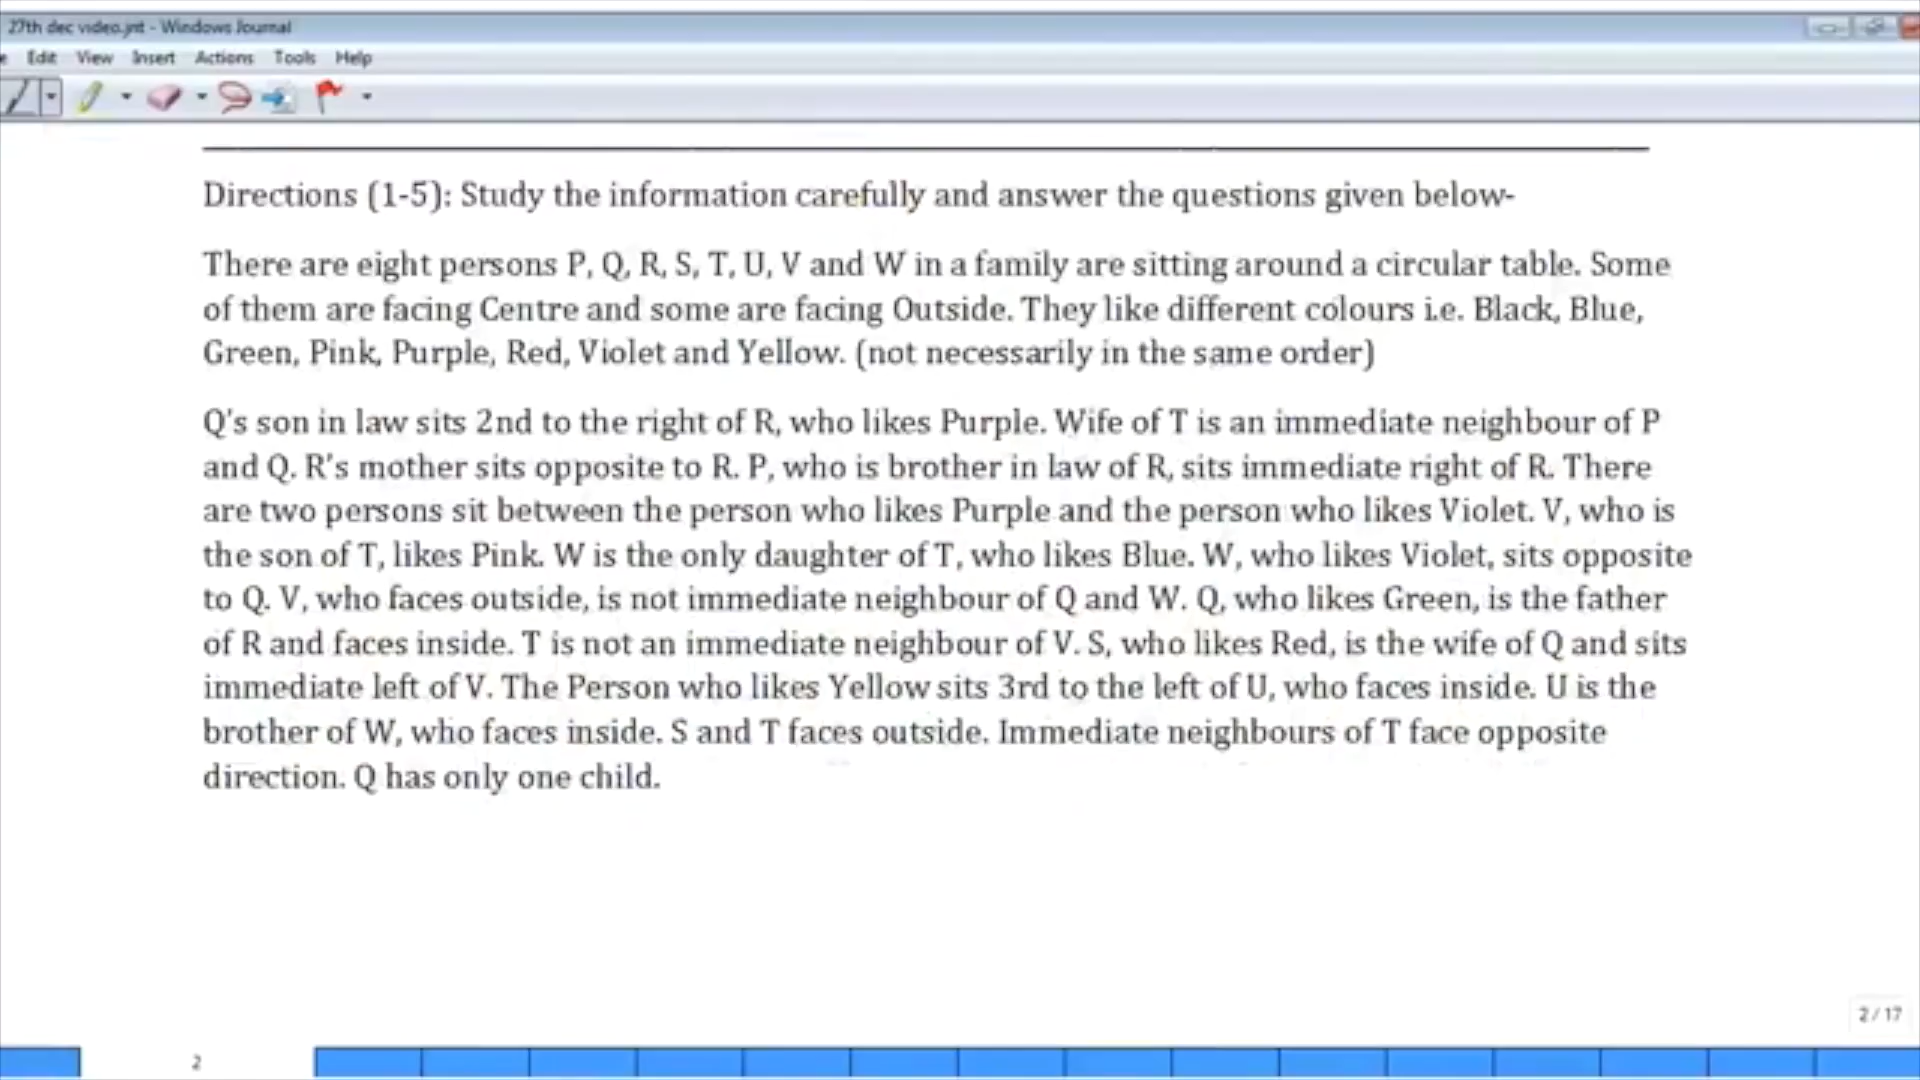 27th dec video.jnt - Windows Journal
e Edit View Insert Actions Tools Help
Directions (1-5): Study the information carefully and answer the questions given below-
There are eight persons P, Q, R, S, T, U, V and W in a family are sitting around a circular table. Some
of them are facing Centre and some are facing Outside. They like different colours i.e. Black, Blue,
Green, Pink, Purple, Red, Violet and Yellow. (not necessarily in the same order)
Q's son in law sits 2nd to the right of R, who likes Purple. Wife of T is an immediate neighbour of P
and Q. R's mother sits opposite to R. P, who is brother in law of R, sits immediate right of R. There
are two persons sit between the person who likes Purple and the person who likes Violet. V, who is
the son of T, likes Pink. W is the only daughter of T, who likes Blue. W, who likes Violet, sits opposite
to Q. V, who faces outside, is not immediate neighbour of Q and W. Q, who likes Green, is the father
of R and faces inside. T is not an immediate neighbour of V. S, who likes Red, is the wife of Q and sits
immediate left of V. The Person who likes Yellow sits 3rd to the left of U, who faces inside. U is the
brother of W, who faces inside. S and T faces outside. Immediate neighbours of T face opposite
direction. Q has only one child.
2 / 17
2